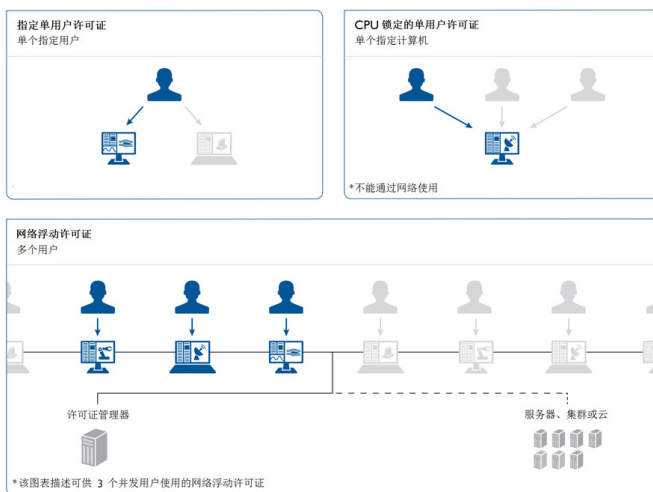 指定单用户许可证
单个指定用户
CPU 锁定的单用户许可证
单个指定计算机
*不能通过网络使用
网络浮动许可证
多个用户
许可证管理器
服务器、集群或云
*该图表描述可供 3 个并发用户使用的网络浮动许可证